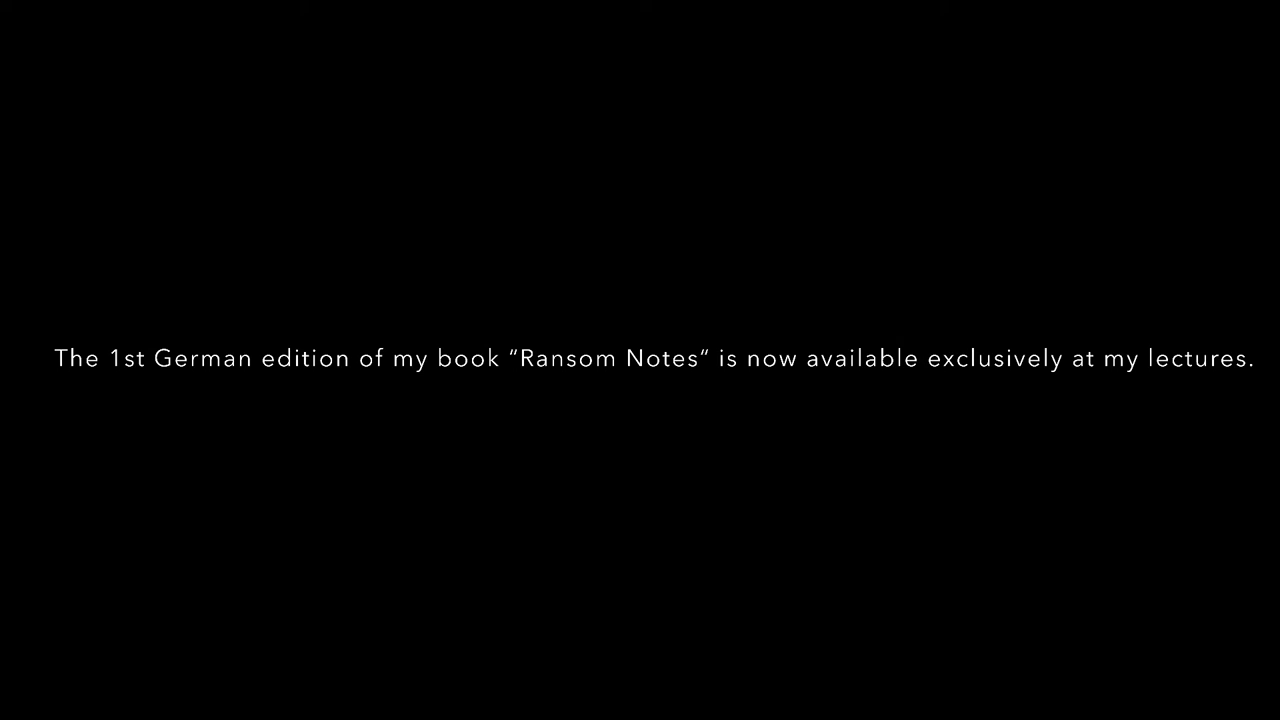 The 1st German edition of my book “Ransom Notes“ is now available exclusively at my lectures.